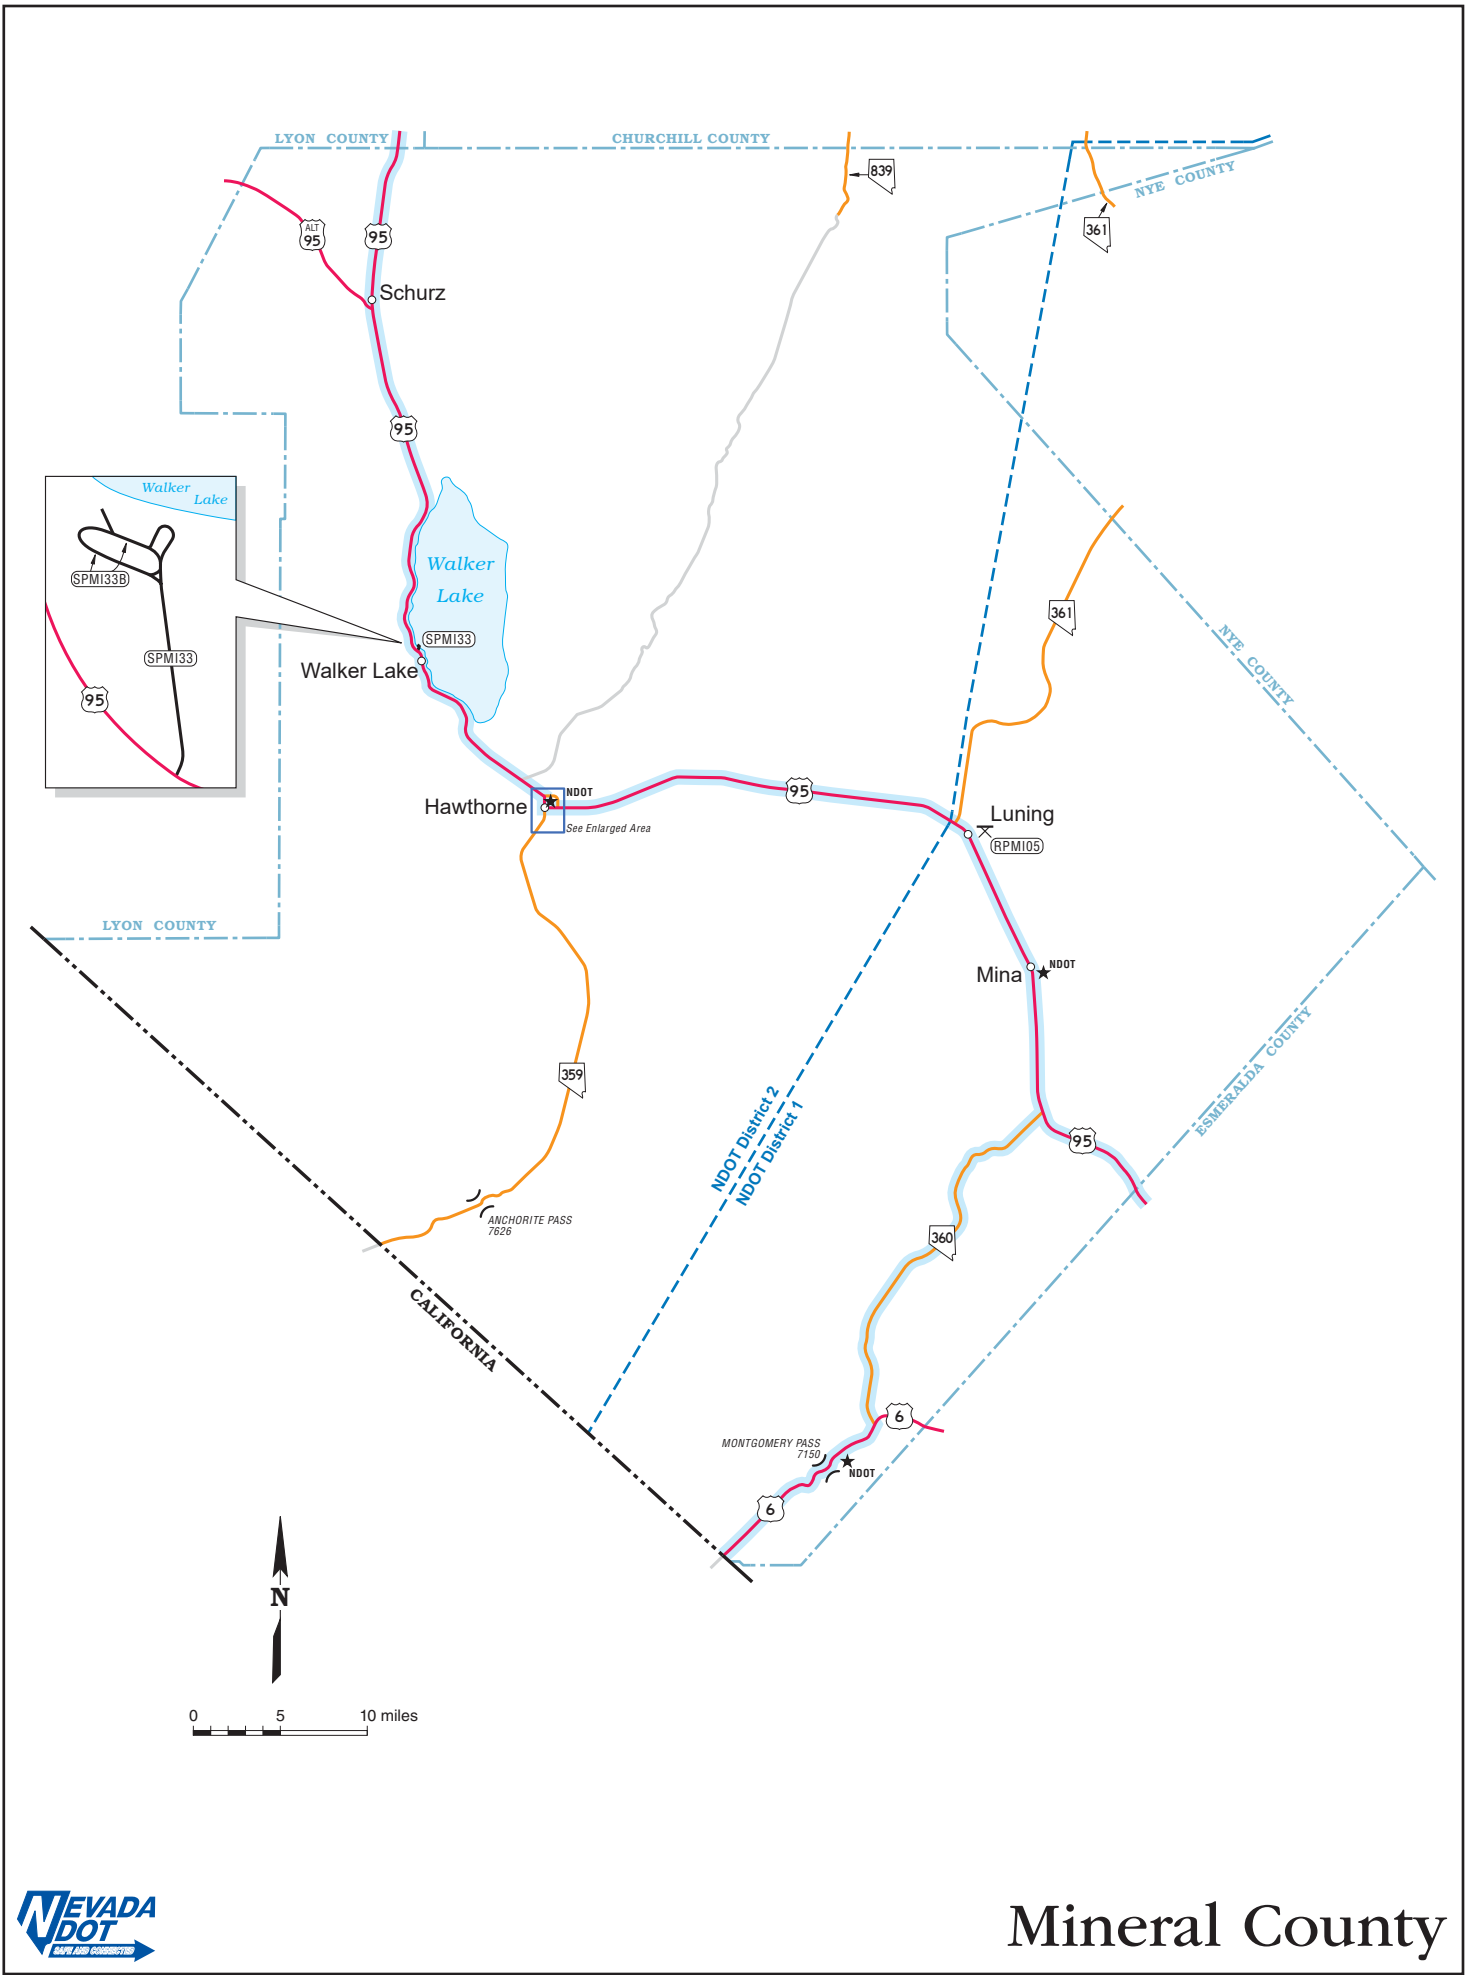 LYON COUNTY
CHURCHILL COUNTY
839
NYE COUNTY
361
ALT
95
95
Schurz
95
Walker
Lake
SPMI33B
SPMI33
95
Walker
Lake
SPMI33
Walker Lake
361
NYE COUNTY
Hawthorne
NDOT
See Enlarged Area
95
Luning
RPMI05
LYON COUNTY
Mina
NDOT
359
NDOT District 2
NDOT District 1
ESMERALDA COUNTY
95
ANCHORITE PASS
7626
360
CALIFORNIA
6
MONTGOMERY PASS
7150
NDOT
6
N
0 5 10 miles
NEVADA
DOT
SAFE AND CONNECTED
Mineral County